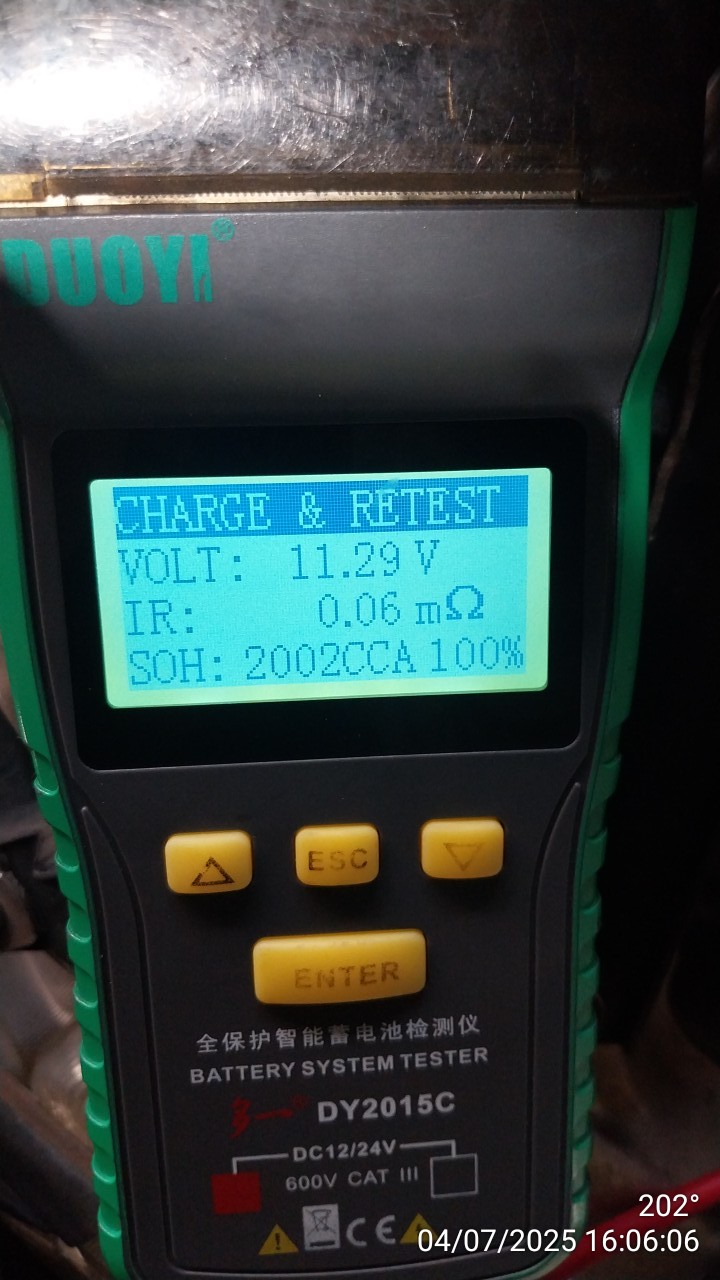 DUOYI®
CHARGE & RETEST
VOLT: 11.29 V
IR: 0.06 mΩ
SOH: 2002CCA 100%
ESC
ENTER
全保护智能蓄电池检测仪
BATTERY SYSTEM TESTER
DY2015C
DC12/24V
600V CAT III
CE
202°
04/07/2025 16:06:06